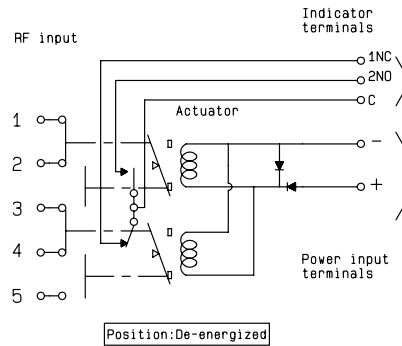 Indicator
terminals
RF input
1NC
2NO
C
Actuator
1
2
3
4
5
−
+
Power input
terminals
Position:De-energized